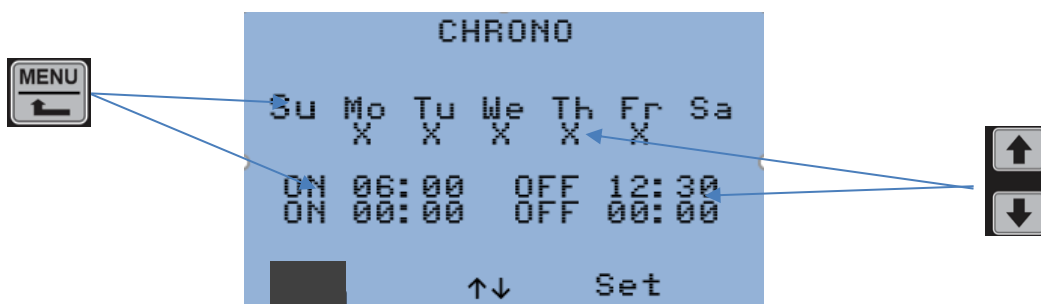 CHRONO
MENU
Su Mo Tu We Th Fr Sa
X X X X X
ON 06:00 OFF 12:30
ON 00:00 OFF 00:00
↑↓ Set